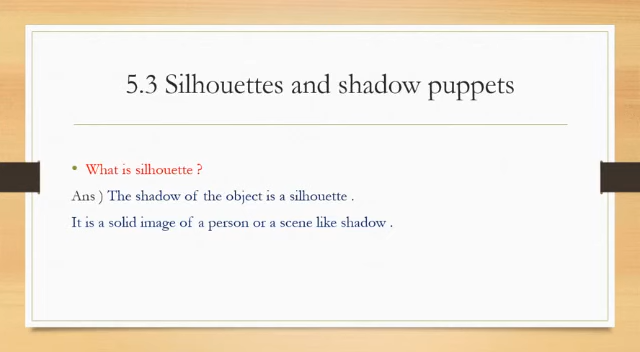 5.3 Silhouettes and shadow puppets
• What is silhouette ?
Ans ) The shadow of the object is a silhouette .
It is a solid image of a person or a scene like shadow .